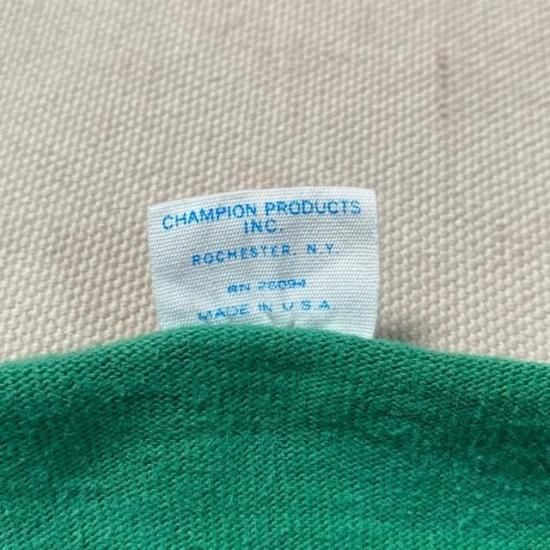 CHAMPION PRODUCTS
INC.
ROCHESTER, N.Y.
RN 26094
MADE IN U.S.A